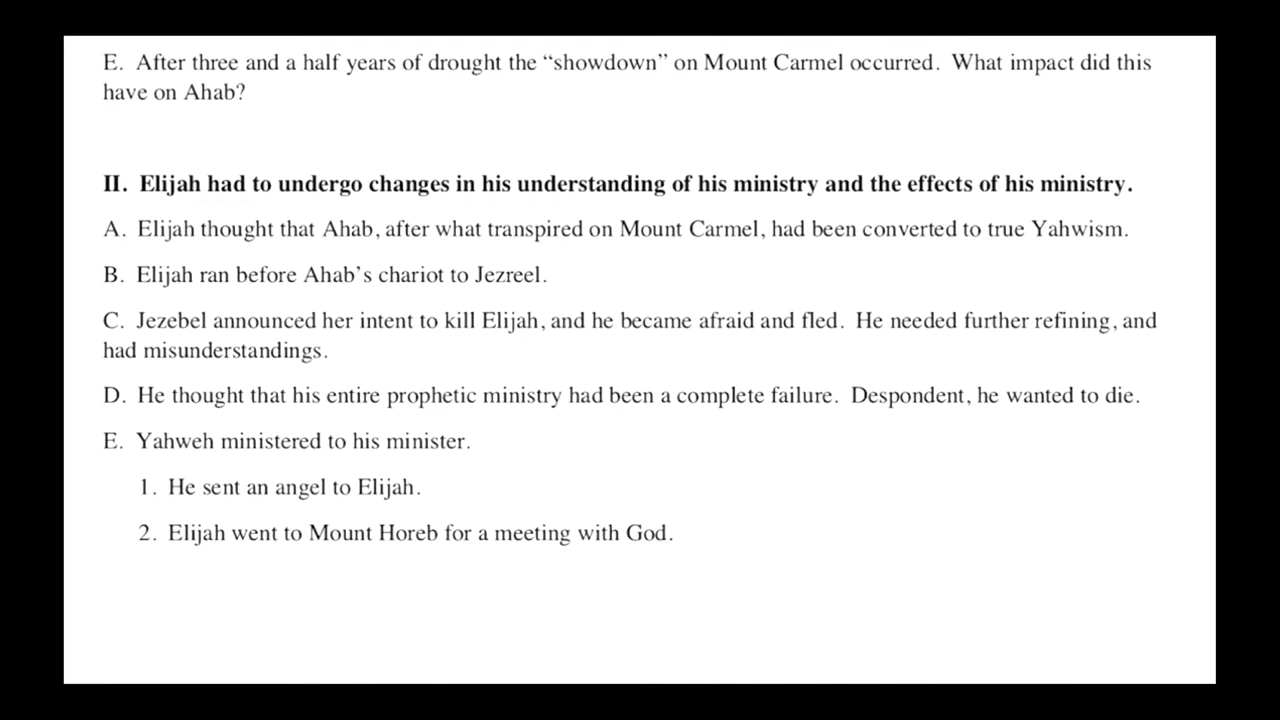 E. After three and a half years of drought the “showdown” on Mount Carmel occurred. What impact did this
have on Ahab?
II. Elijah had to undergo changes in his understanding of his ministry and the effects of his ministry.
A. Elijah thought that Ahab, after what transpired on Mount Carmel, had been converted to true Yahwism.
B. Elijah ran before Ahab’s chariot to Jezreel.
C. Jezebel announced her intent to kill Elijah, and he became afraid and fled. He needed further refining, and
had misunderstandings.
D. He thought that his entire prophetic ministry had been a complete failure. Despondent, he wanted to die.
E. Yahweh ministered to his minister.
1. He sent an angel to Elijah.
2. Elijah went to Mount Horeb for a meeting with God.